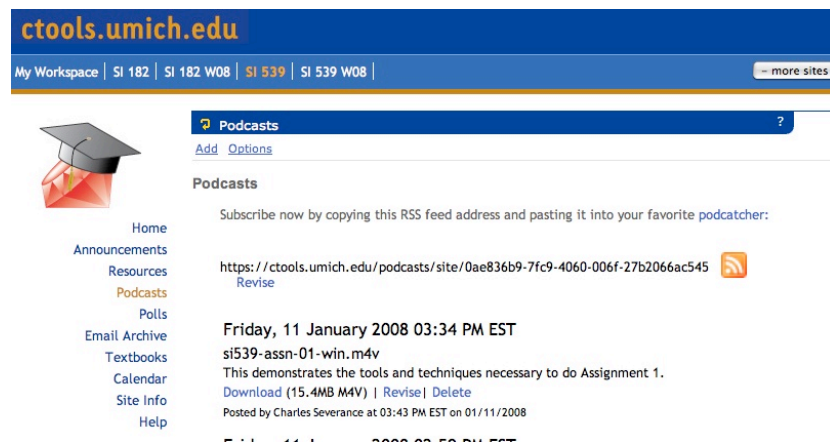 ctools.umich.edu
My Workspace | SI 182 | SI 182 W08 | SI 539 | SI 539 W08 |
– more sites
Podcasts
?
Add Options
Podcasts
Subscribe now by copying this RSS feed address and pasting it into your favorite podcatcher:
https://ctools.umich.edu/podcasts/site/0ae836b9-7fc9-4060-006f-27b2066ac545
Revise
Home
Announcements
Resources
Podcasts
Polls
Email Archive
Textbooks
Calendar
Site Info
Help
Friday, 11 January 2008 03:34 PM EST
si539-assn-01-win.m4v
This demonstrates the tools and techniques necessary to do Assignment 1.
Download (15.4MB M4V) | Revise| Delete
Posted by Charles Severance at 03:43 PM EST on 01/11/2008